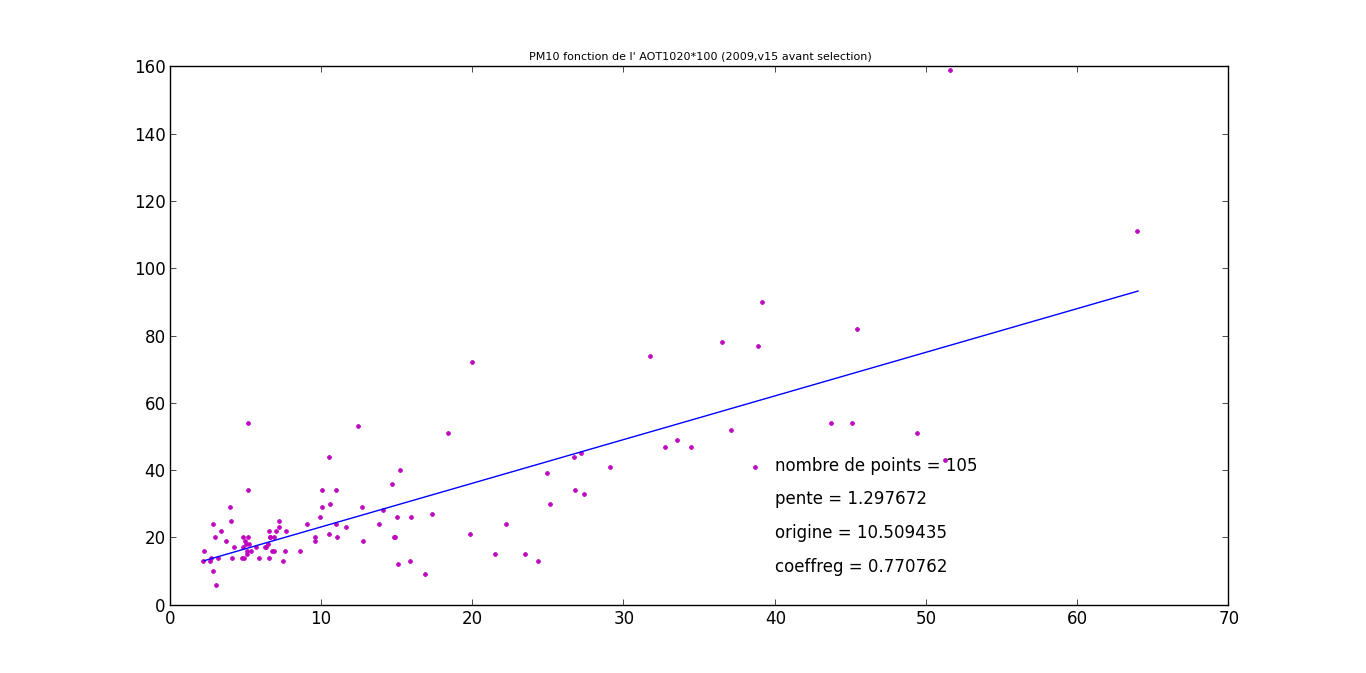 PM10 fonction de l' AOT1020*100 (2009,v15 avant selection)
160
140
120
100
80
60
40
20
0
nombre de points = 105
pente = 1.297672
origine = 10.509435
coeffreg = 0.770762
0 10 20 30 40 50 60 70